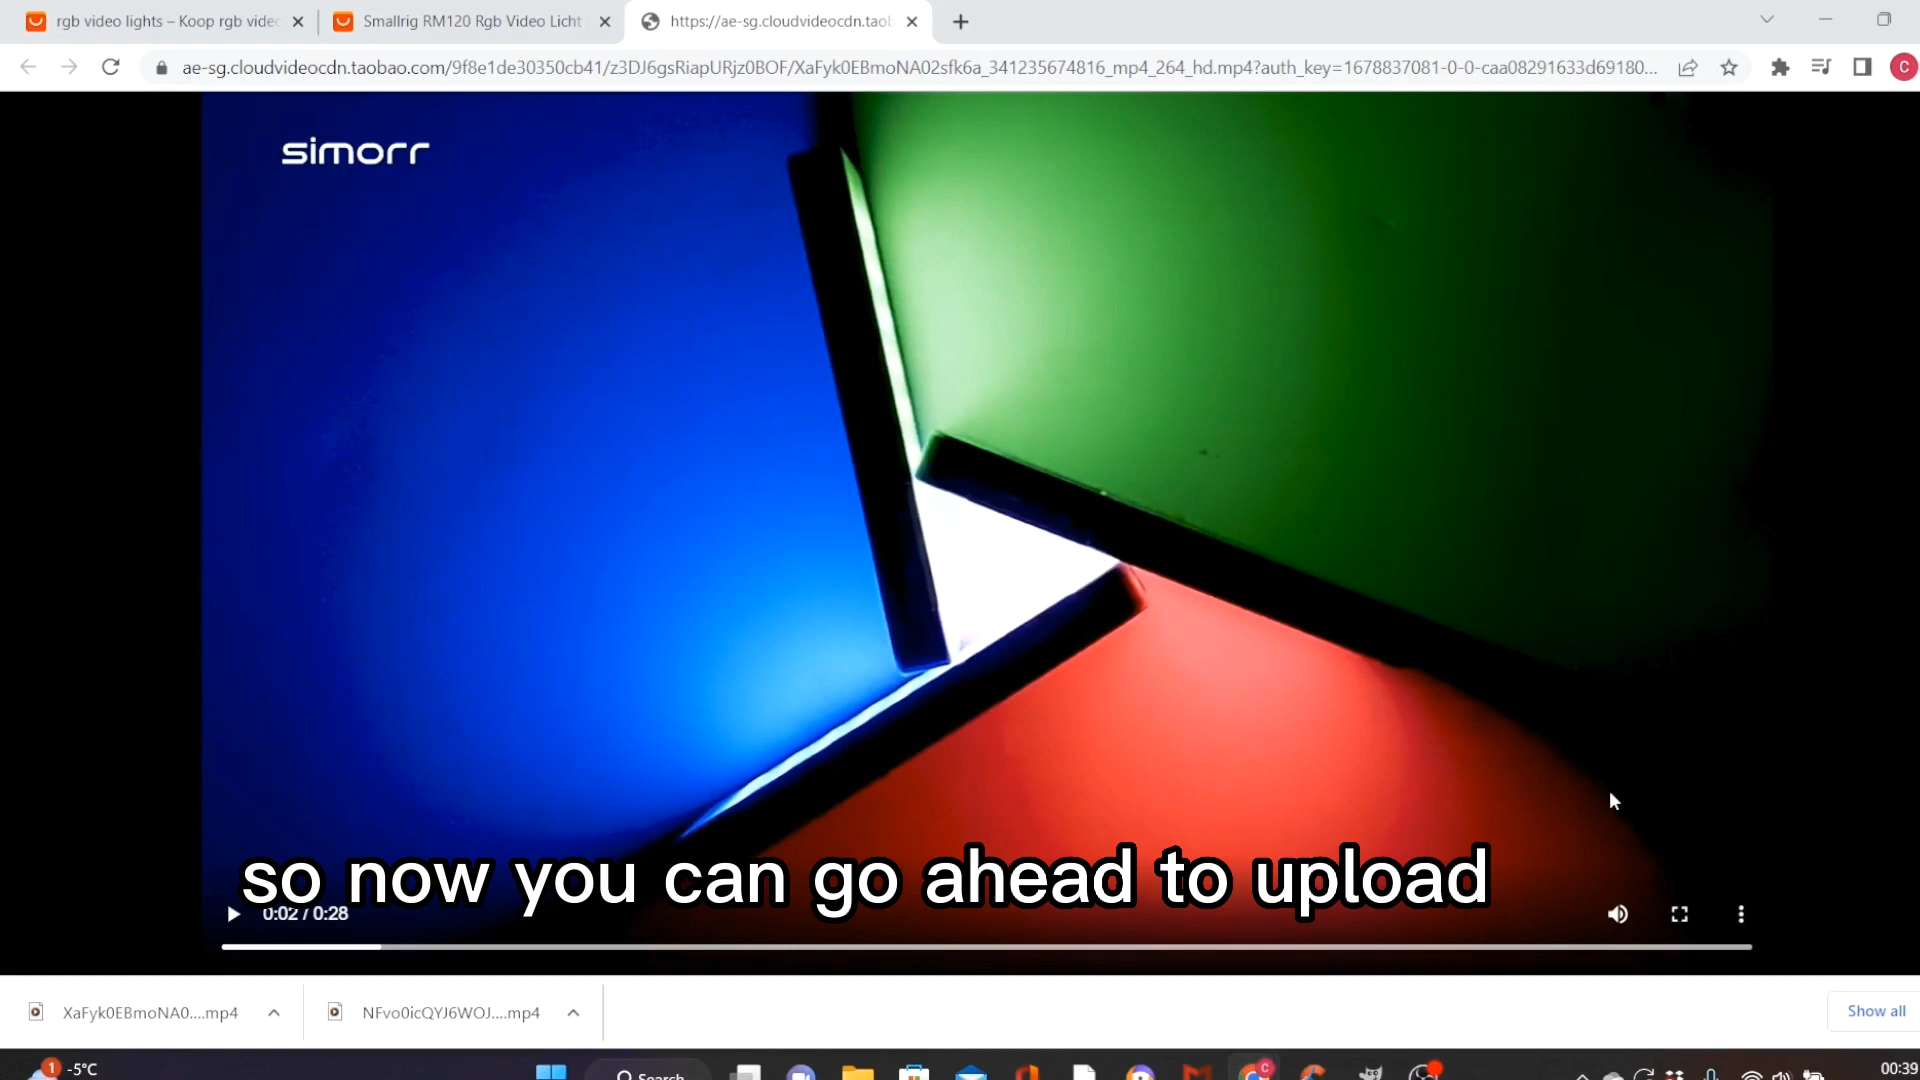 rgb video lights – Koop rgb vide
Smallrig RM120 Rgb Video Licht
https://ae-sg.cloudvideocdn.taob
ae-sg.cloudvideocdn.taobao.com/9f8e1de30350cb41/z3DJ6gsRiapURjz0BOF/XaFyk0EBmoNA02sfk6a_341235674816_mp4_264_hd.mp4?auth_key=1678837081-0-0-caa08291633d69180...
C
simorr
so now you can go ahead to upload
0:02 / 0:28
XaFyk0EBmoNA0....mp4
NFvo0icQYJ6WOJ....mp4
Show all
1
-5°C
Search
C
00:39